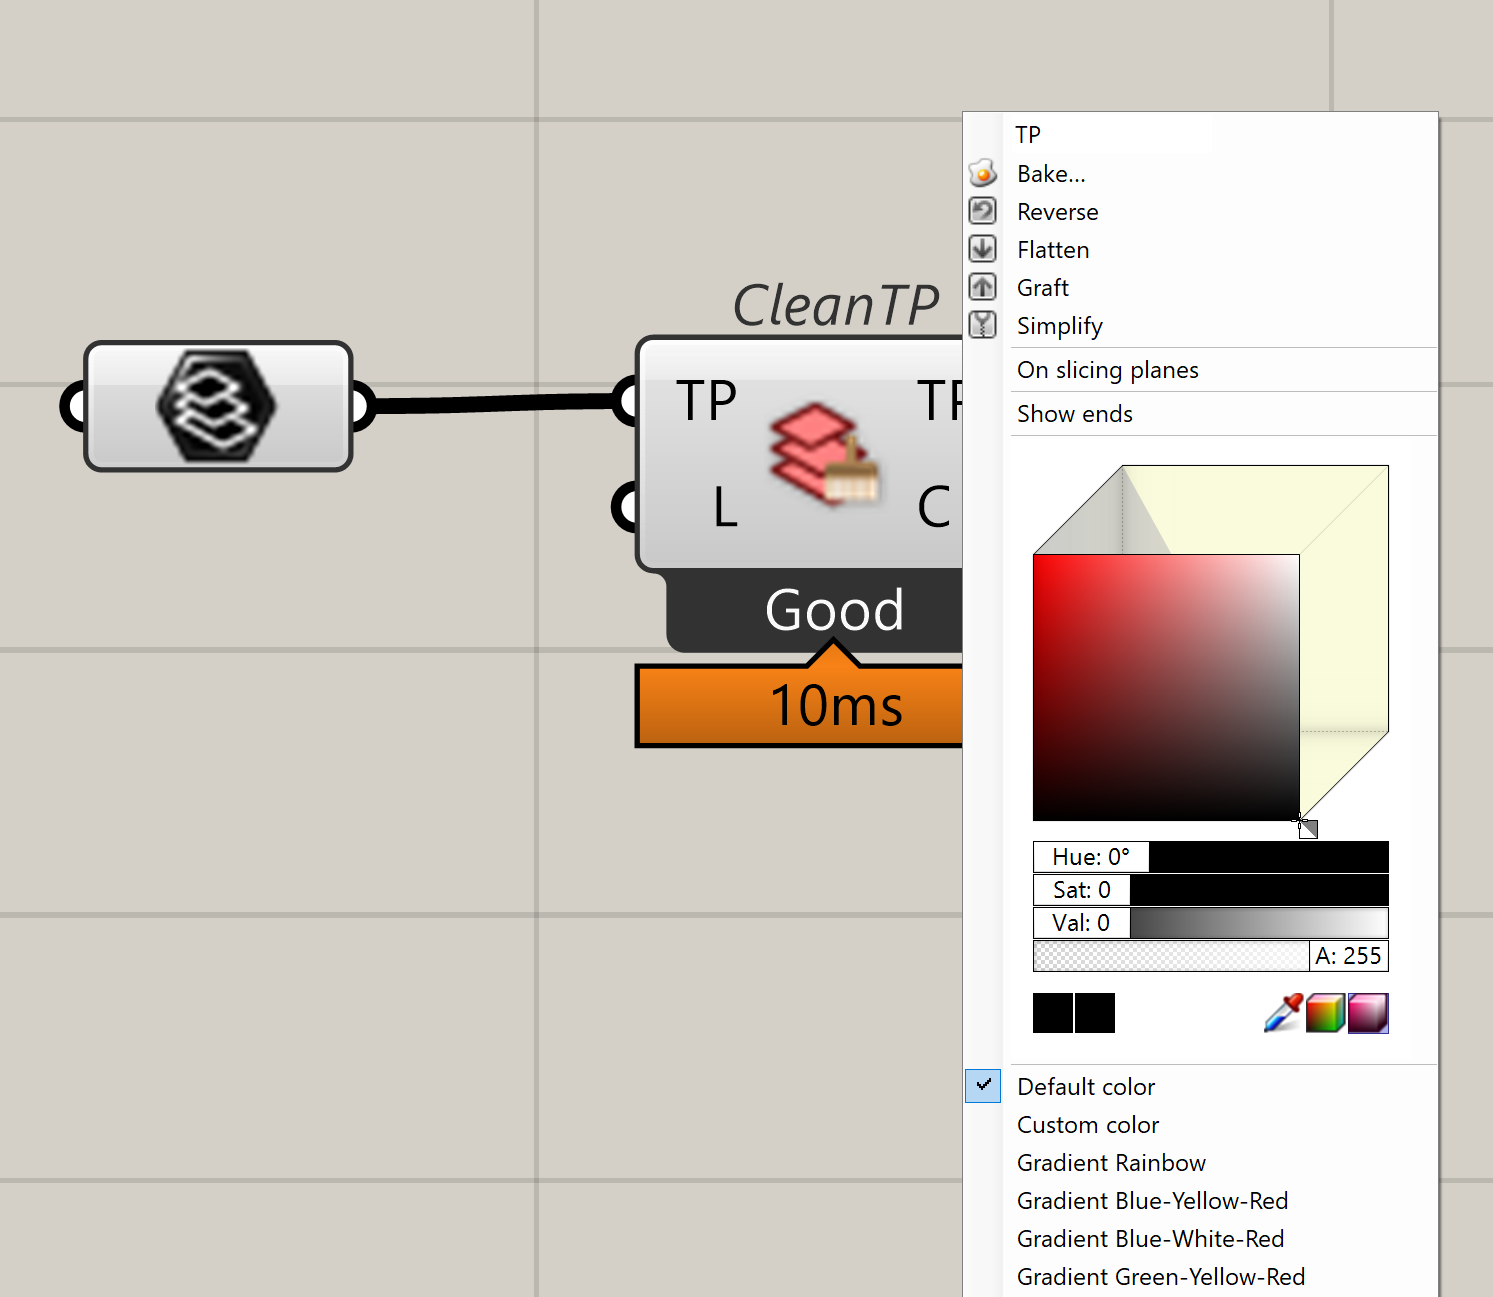 CleanTP
TP
L
C
Good
10ms
TP
Bake...
Reverse
Flatten
Graft
Simplify
On slicing planes
Show ends
Hue: 0°
Sat: 0
Val: 0
A: 255
Default color
Custom color
Gradient Rainbow
Gradient Blue-Yellow-Red
Gradient Blue-White-Red
Gradient Green-Yellow-Red